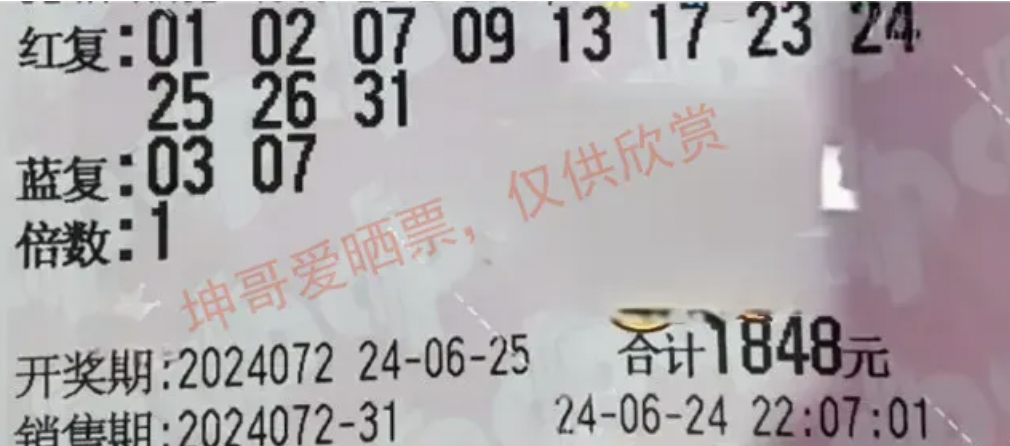 红复:01 02 07 09 13 17 23 24
25 26 31
蓝复:03 07
倍数:1
坤哥爱晒票，仅供欣赏
合计1848元
开奖期:2024072 24-06-25
销售期:2024072-31 24-06-24 22:07:01